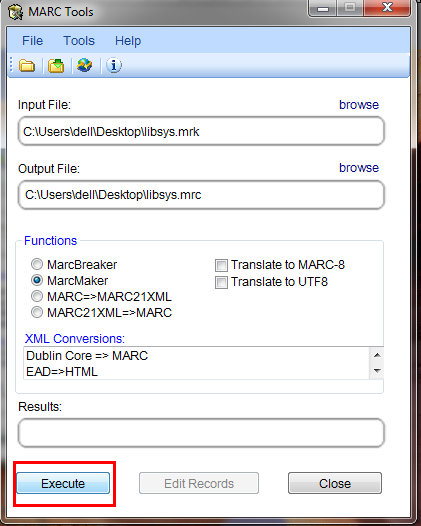 MARC Tools
File Tools Help
Input File: browse
C:\Users\dell\Desktop\libsys.mrk
Output File: browse
C:\Users\dell\Desktop\libsys.mrc
Functions
MarcBreaker Translate to MARC-8
MarcMaker Translate to UTF8
MARC=>MARC21XML
MARC21XML=>MARC
XML Conversions:
Dublin Core => MARC
EAD=>HTML
Results:
Execute Edit Records Close